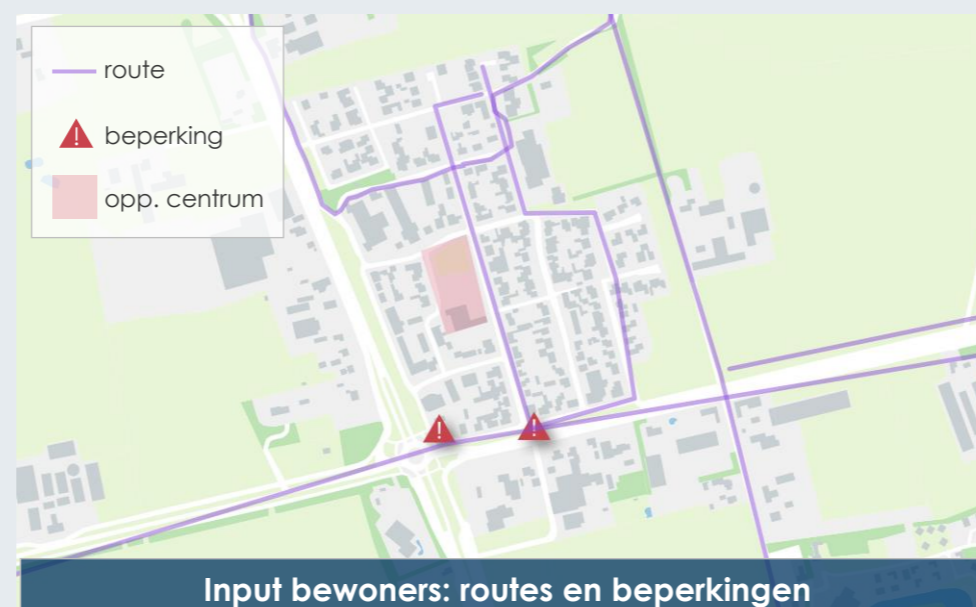 route
beperking
opp. centrum
Input bewoners: routes en beperkingen